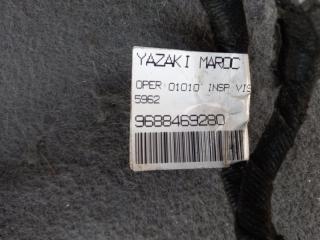 YAZAKI MAROC
OPER 01010 INSP VIS
5962
9688469280